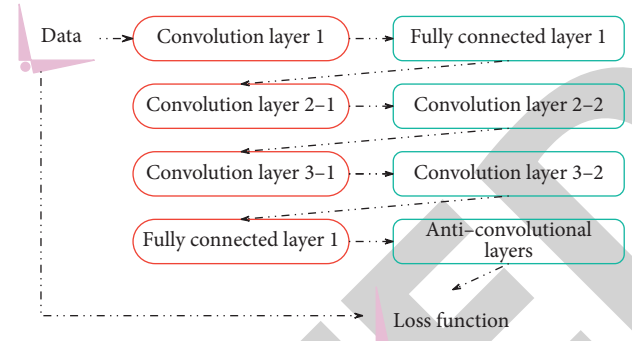 Data
Convolution layer 1
Fully connected layer 1
Convolution layer 2–1
Convolution layer 2–2
Convolution layer 3–1
Convolution layer 3–2
Fully connected layer 1
Anti–convolutional
layers
Loss function